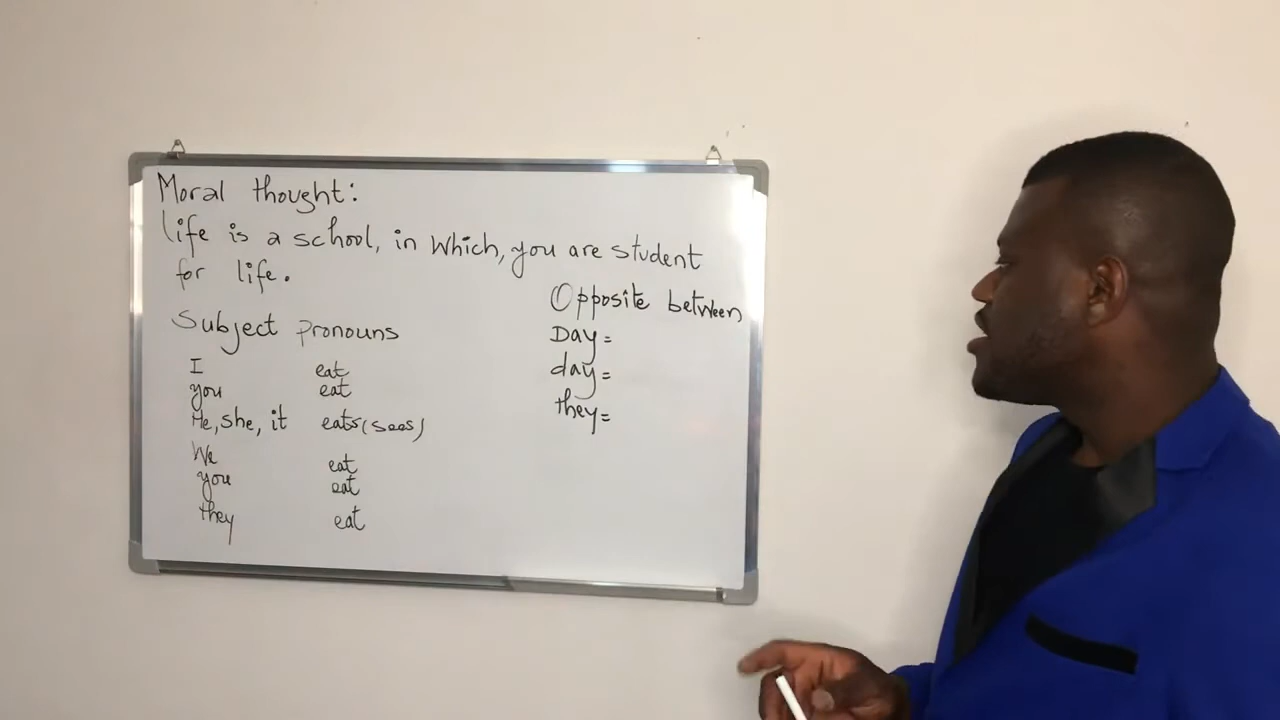 Moral thought:
life is a school, in which, you are student
for life.
Subject pronouns
I eat
you eat
He, she, it eats (sees)
We eat
you eat
they eat
Opposite between
Day=
day=
they=